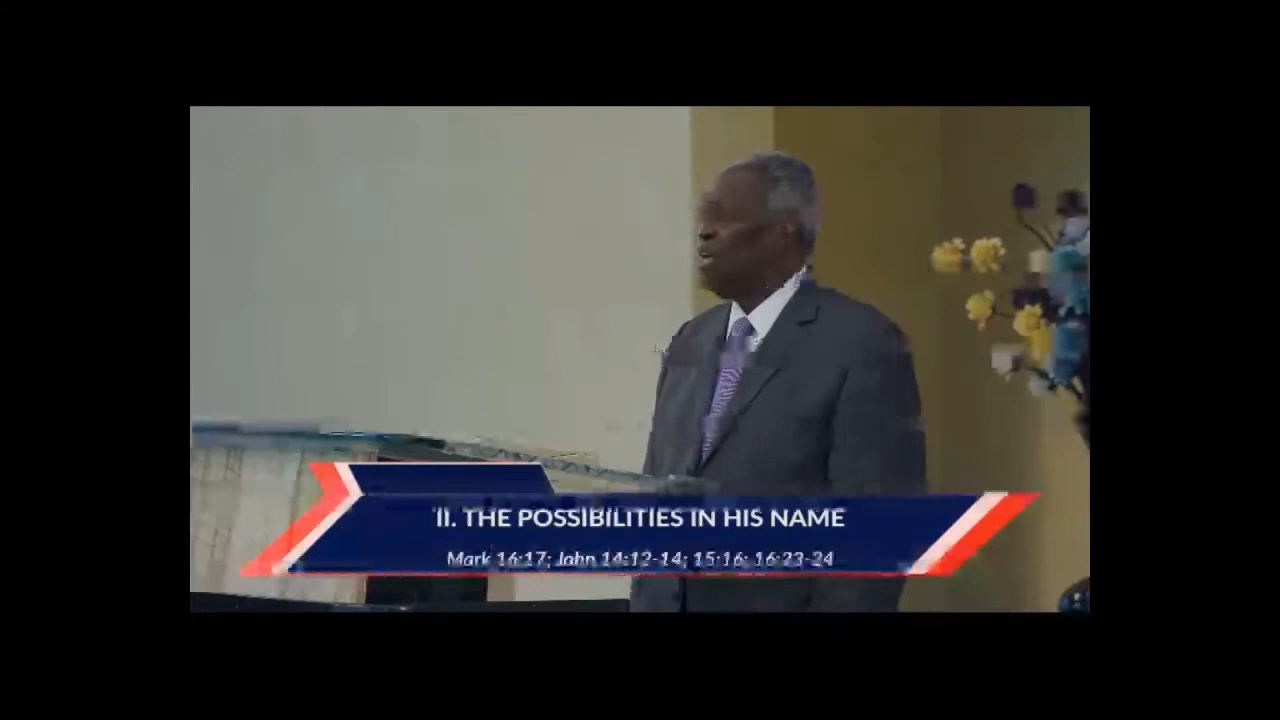 II. THE POSSIBILITIES IN HIS NAME
Mark 16:17; John 14:12-14; 15:16; 16:23-24